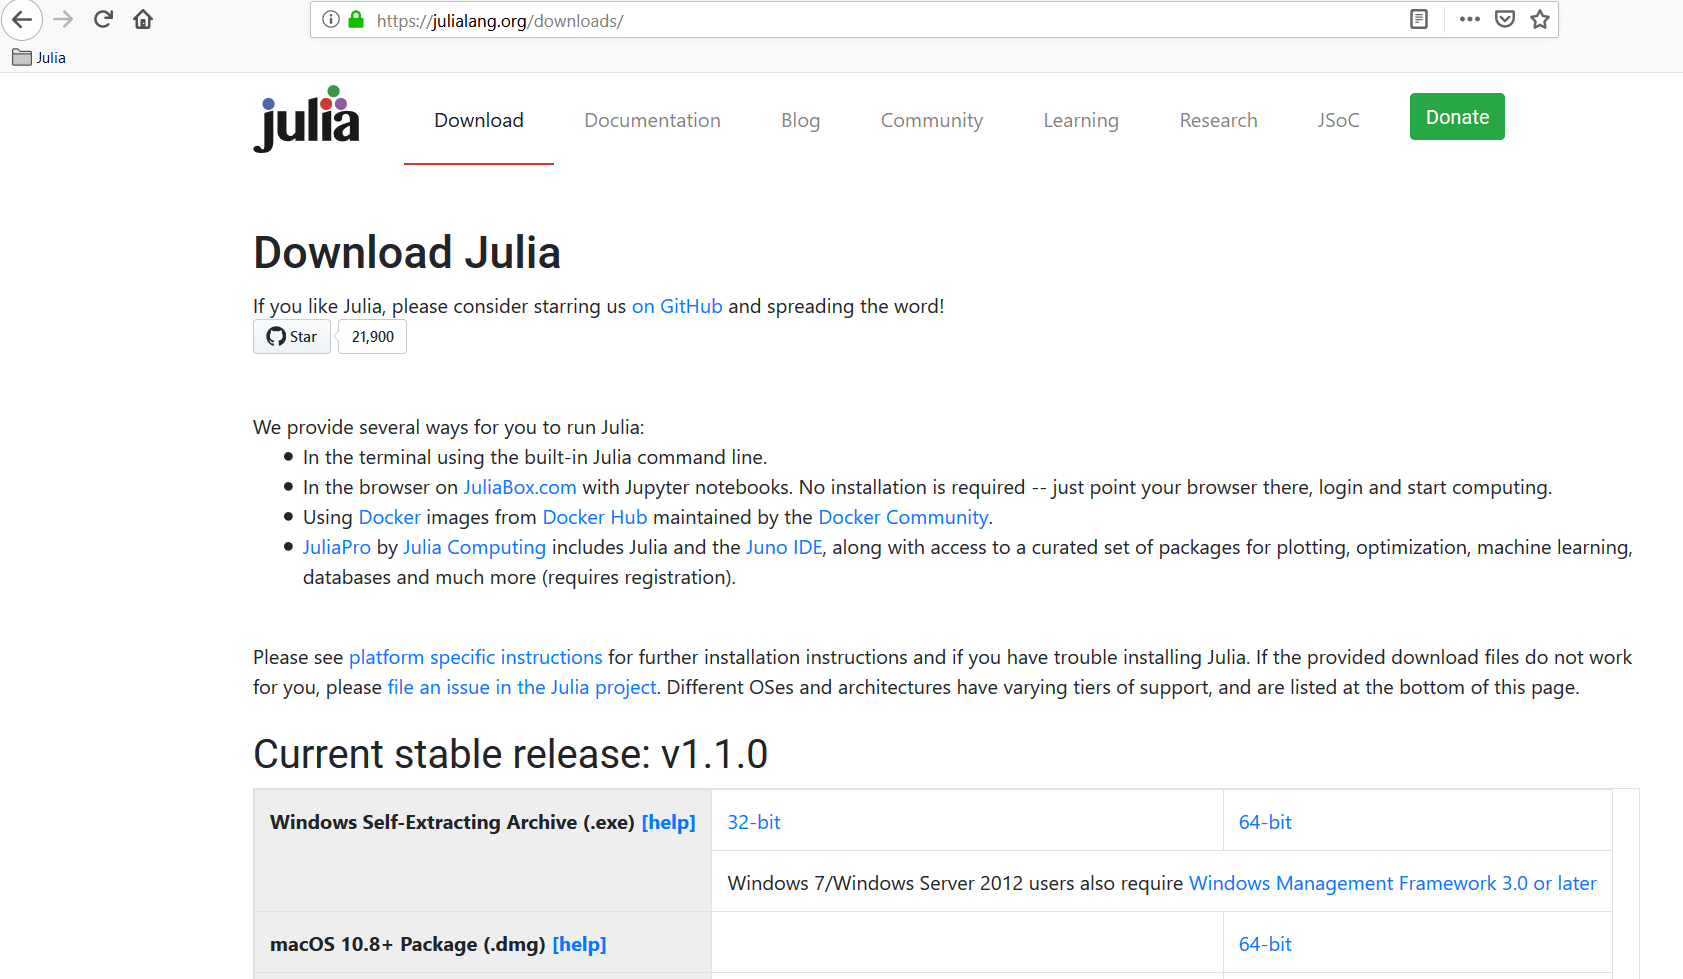 https://julialang.org/downloads/
Julia
julia Download Documentation Blog Community Learning Research JSoC Donate
Download Julia
If you like Julia, please consider starring us on GitHub and spreading the word!
Star 21,900
We provide several ways for you to run Julia:
In the terminal using the built-in Julia command line.
In the browser on JuliaBox.com with Jupyter notebooks. No installation is required -- just point your browser there, login and start computing.
Using Docker images from Docker Hub maintained by the Docker Community.
JuliaPro by Julia Computing includes Julia and the Juno IDE, along with access to a curated set of packages for plotting, optimization, machine learning,
databases and much more (requires registration).
Please see platform specific instructions for further installation instructions and if you have trouble installing Julia. If the provided download files do not work
for you, please file an issue in the Julia project. Different OSes and architectures have varying tiers of support, and are listed at the bottom of this page.
Current stable release: v1.1.0
Windows Self-Extracting Archive (.exe) [help] 32-bit 64-bit
Windows 7/Windows Server 2012 users also require Windows Management Framework 3.0 or later
macOS 10.8+ Package (.dmg) [help] 64-bit